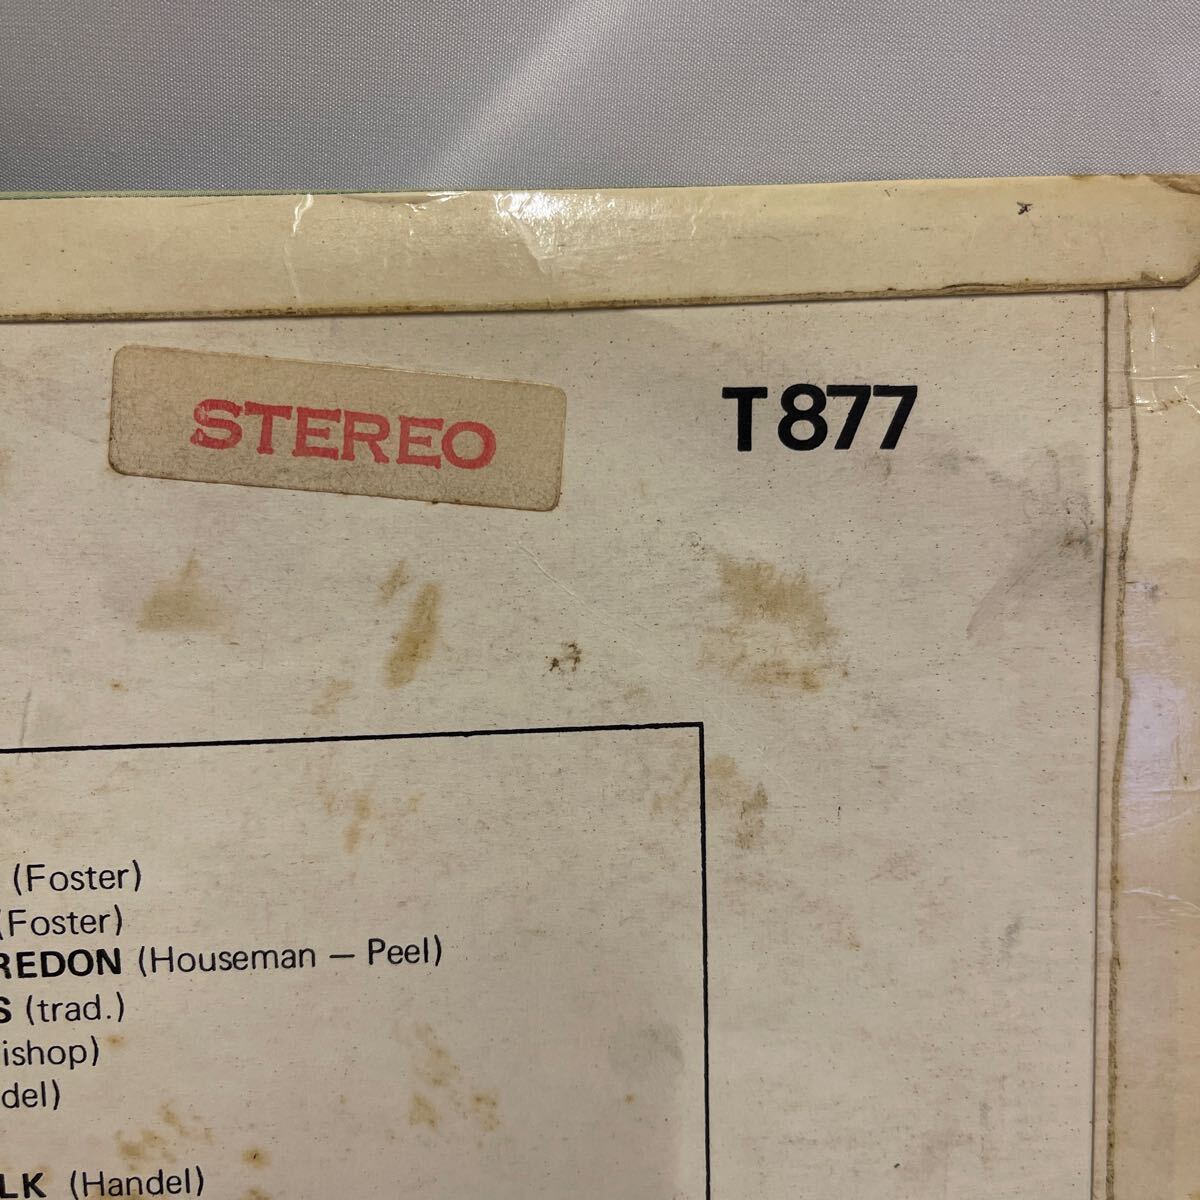 STEREO
T877
(Foster)
(Foster)
REDON (Houseman – Peel)
S (trad.)
ishop)
del)
LK (Handel)